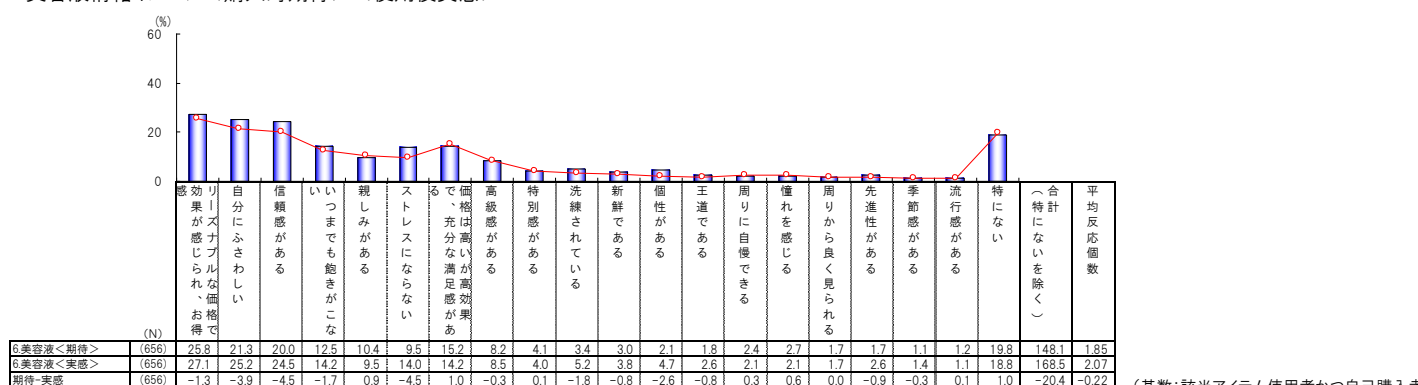 (%)
60
40
20
0
リーズナブルな価格で効果が感じられ、お得感
自分にふさわしい
信頼感がある
いつまでも飽きがこない
親しみがある
ストレスにならない
価格は高いが高効果で、充分な満足感がある
高級感がある
特別感がある
洗練されている
新鮮である
個性がある
王道である
周りに自慢できる
憧れを感じる
周りから良く見られる
先進性がある
季節感がある
流行感がある
特にない
合計（特にないを除く）
平均反応個数
(N)
6.美容液＜期待＞ (656) 25.8 21.3 20.0 12.5 10.4 9.5 15.2 8.2 4.1 3.4 3.0 2.1 1.8 2.4 2.7 1.7 1.7 1.1 1.2 19.8 148.1 1.85
6.美容液＜実感＞ (656) 27.1 25.2 24.5 14.2 9.5 14.0 14.2 8.5 4.0 5.2 3.8 4.7 2.6 2.1 2.1 1.7 2.6 1.4 1.1 18.8 168.5 2.07
期待-実感 (656) -1.3 -3.9 -4.5 -1.7 0.9 -4.5 1.0 -0.3 0.1 -1.8 -0.8 -2.6 -0.8 0.3 0.6 0.0 -0.9 -0.3 0.1 1.0 -20.4 -0.22